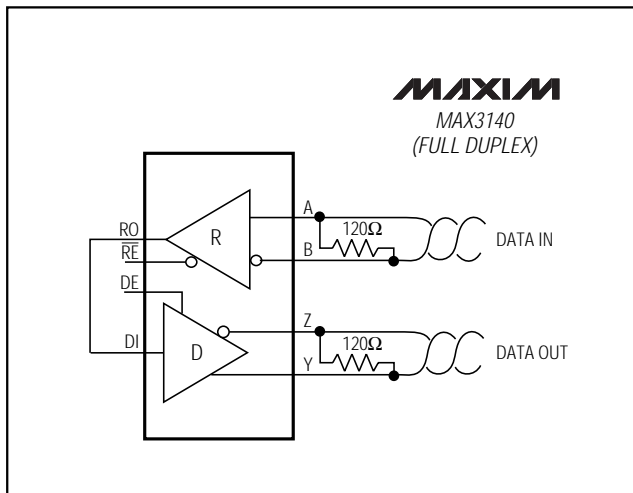 MAXIM
MAX3140
(FULL DUPLEX)
A
RO
R
120Ω
DATA IN
RE
B
DE
Z
DI
D
120Ω
DATA OUT
Y